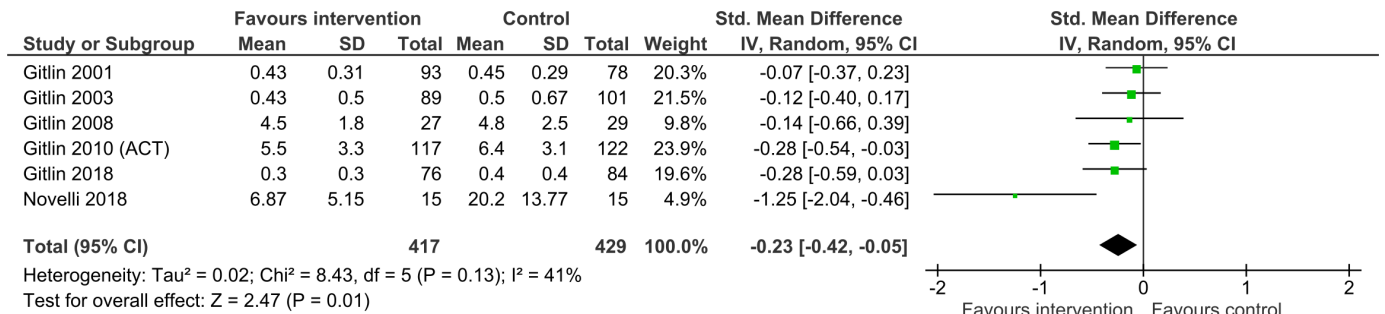 Favours intervention Control Std. Mean Difference Std. Mean Difference
Study or Subgroup Mean SD Total Mean SD Total Weight IV, Random, 95% CI IV, Random, 95% CI
Gitlin 2001 0.43 0.31 93 0.45 0.29 78 20.3% -0.07 [-0.37, 0.23]
Gitlin 2003 0.43 0.5 89 0.5 0.67 101 21.5% -0.12 [-0.40, 0.17]
Gitlin 2008 4.5 1.8 27 4.8 2.5 29 9.8% -0.14 [-0.66, 0.39]
Gitlin 2010 (ACT) 5.5 3.3 117 6.4 3.1 122 23.9% -0.28 [-0.54, -0.03]
Gitlin 2018 0.3 0.3 76 0.4 0.4 84 19.6% -0.28 [-0.59, 0.03]
Novelli 2018 6.87 5.15 15 20.2 13.77 15 4.9% -1.25 [-2.04, -0.46]
Total (95% CI) 417 429 100.0% -0.23 [-0.42, -0.05]
Heterogeneity: Tau² = 0.02; Chi² = 8.43, df = 5 (P = 0.13); I² = 41%
Test for overall effect: Z = 2.47 (P = 0.01)
-2 -1 0 1 2
Favours intervention Favours control